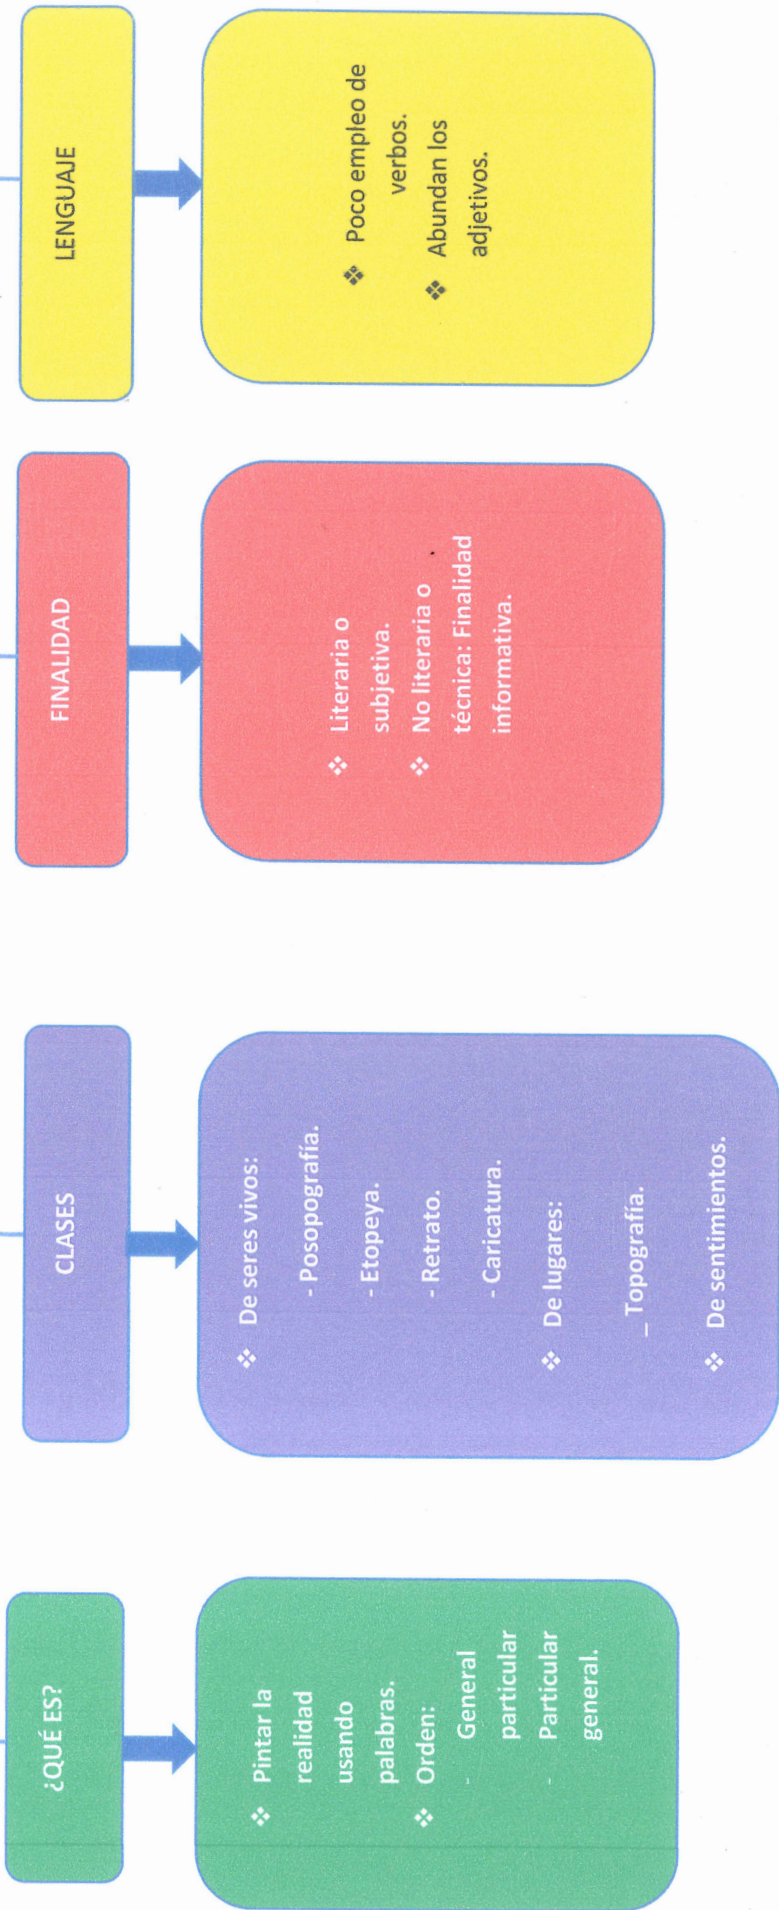 ¿QUÉ ES?
❖ Pintar la
realidad
usando
palabras.
❖ Orden:
- General
particular
- Particular
general.
CLASES
❖ De seres vivos:
- Posopografía.
- Etopeya.
- Retrato.
- Caricatura.
❖ De lugares:
_ Topografía.
❖ De sentimientos.
FINALIDAD
❖ Literaria o
subjetiva.
❖ No literaria o
técnica: Finalidad
informativa.
LENGUAJE
❖ Poco empleo de
verbos.
❖ Abundan los
adjetivos.